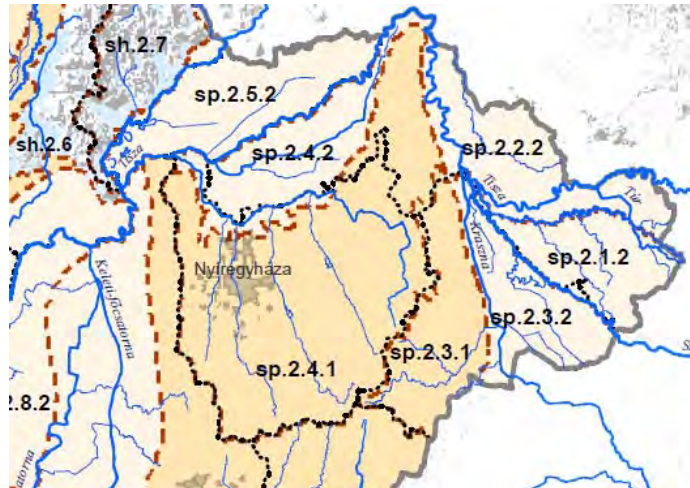 sh.2.7
sp.2.5.2
sh.2.6
Tisza
sp.2.4.2
sp.2.2.2
Tisza
Túr
Kraszna
sp.2.1.2
Nyíregyháza
Keleti-főcsatorna
sp.2.3.2
sp.2.4.1
sp.2.3.1
S
.8.2
satorna